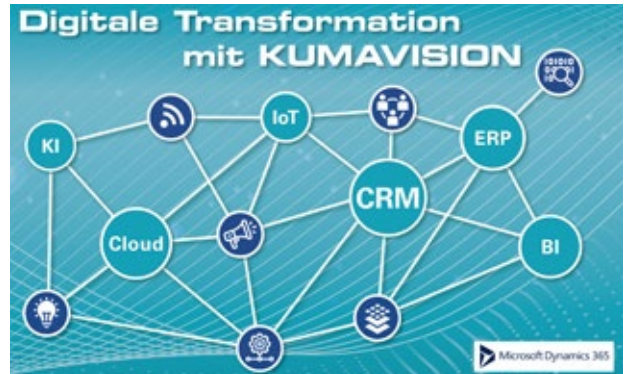 Digitale Transformation
mit KUMAVISION
KI
IoT
ERP
CRM
Cloud
BI
Microsoft Dynamics 365